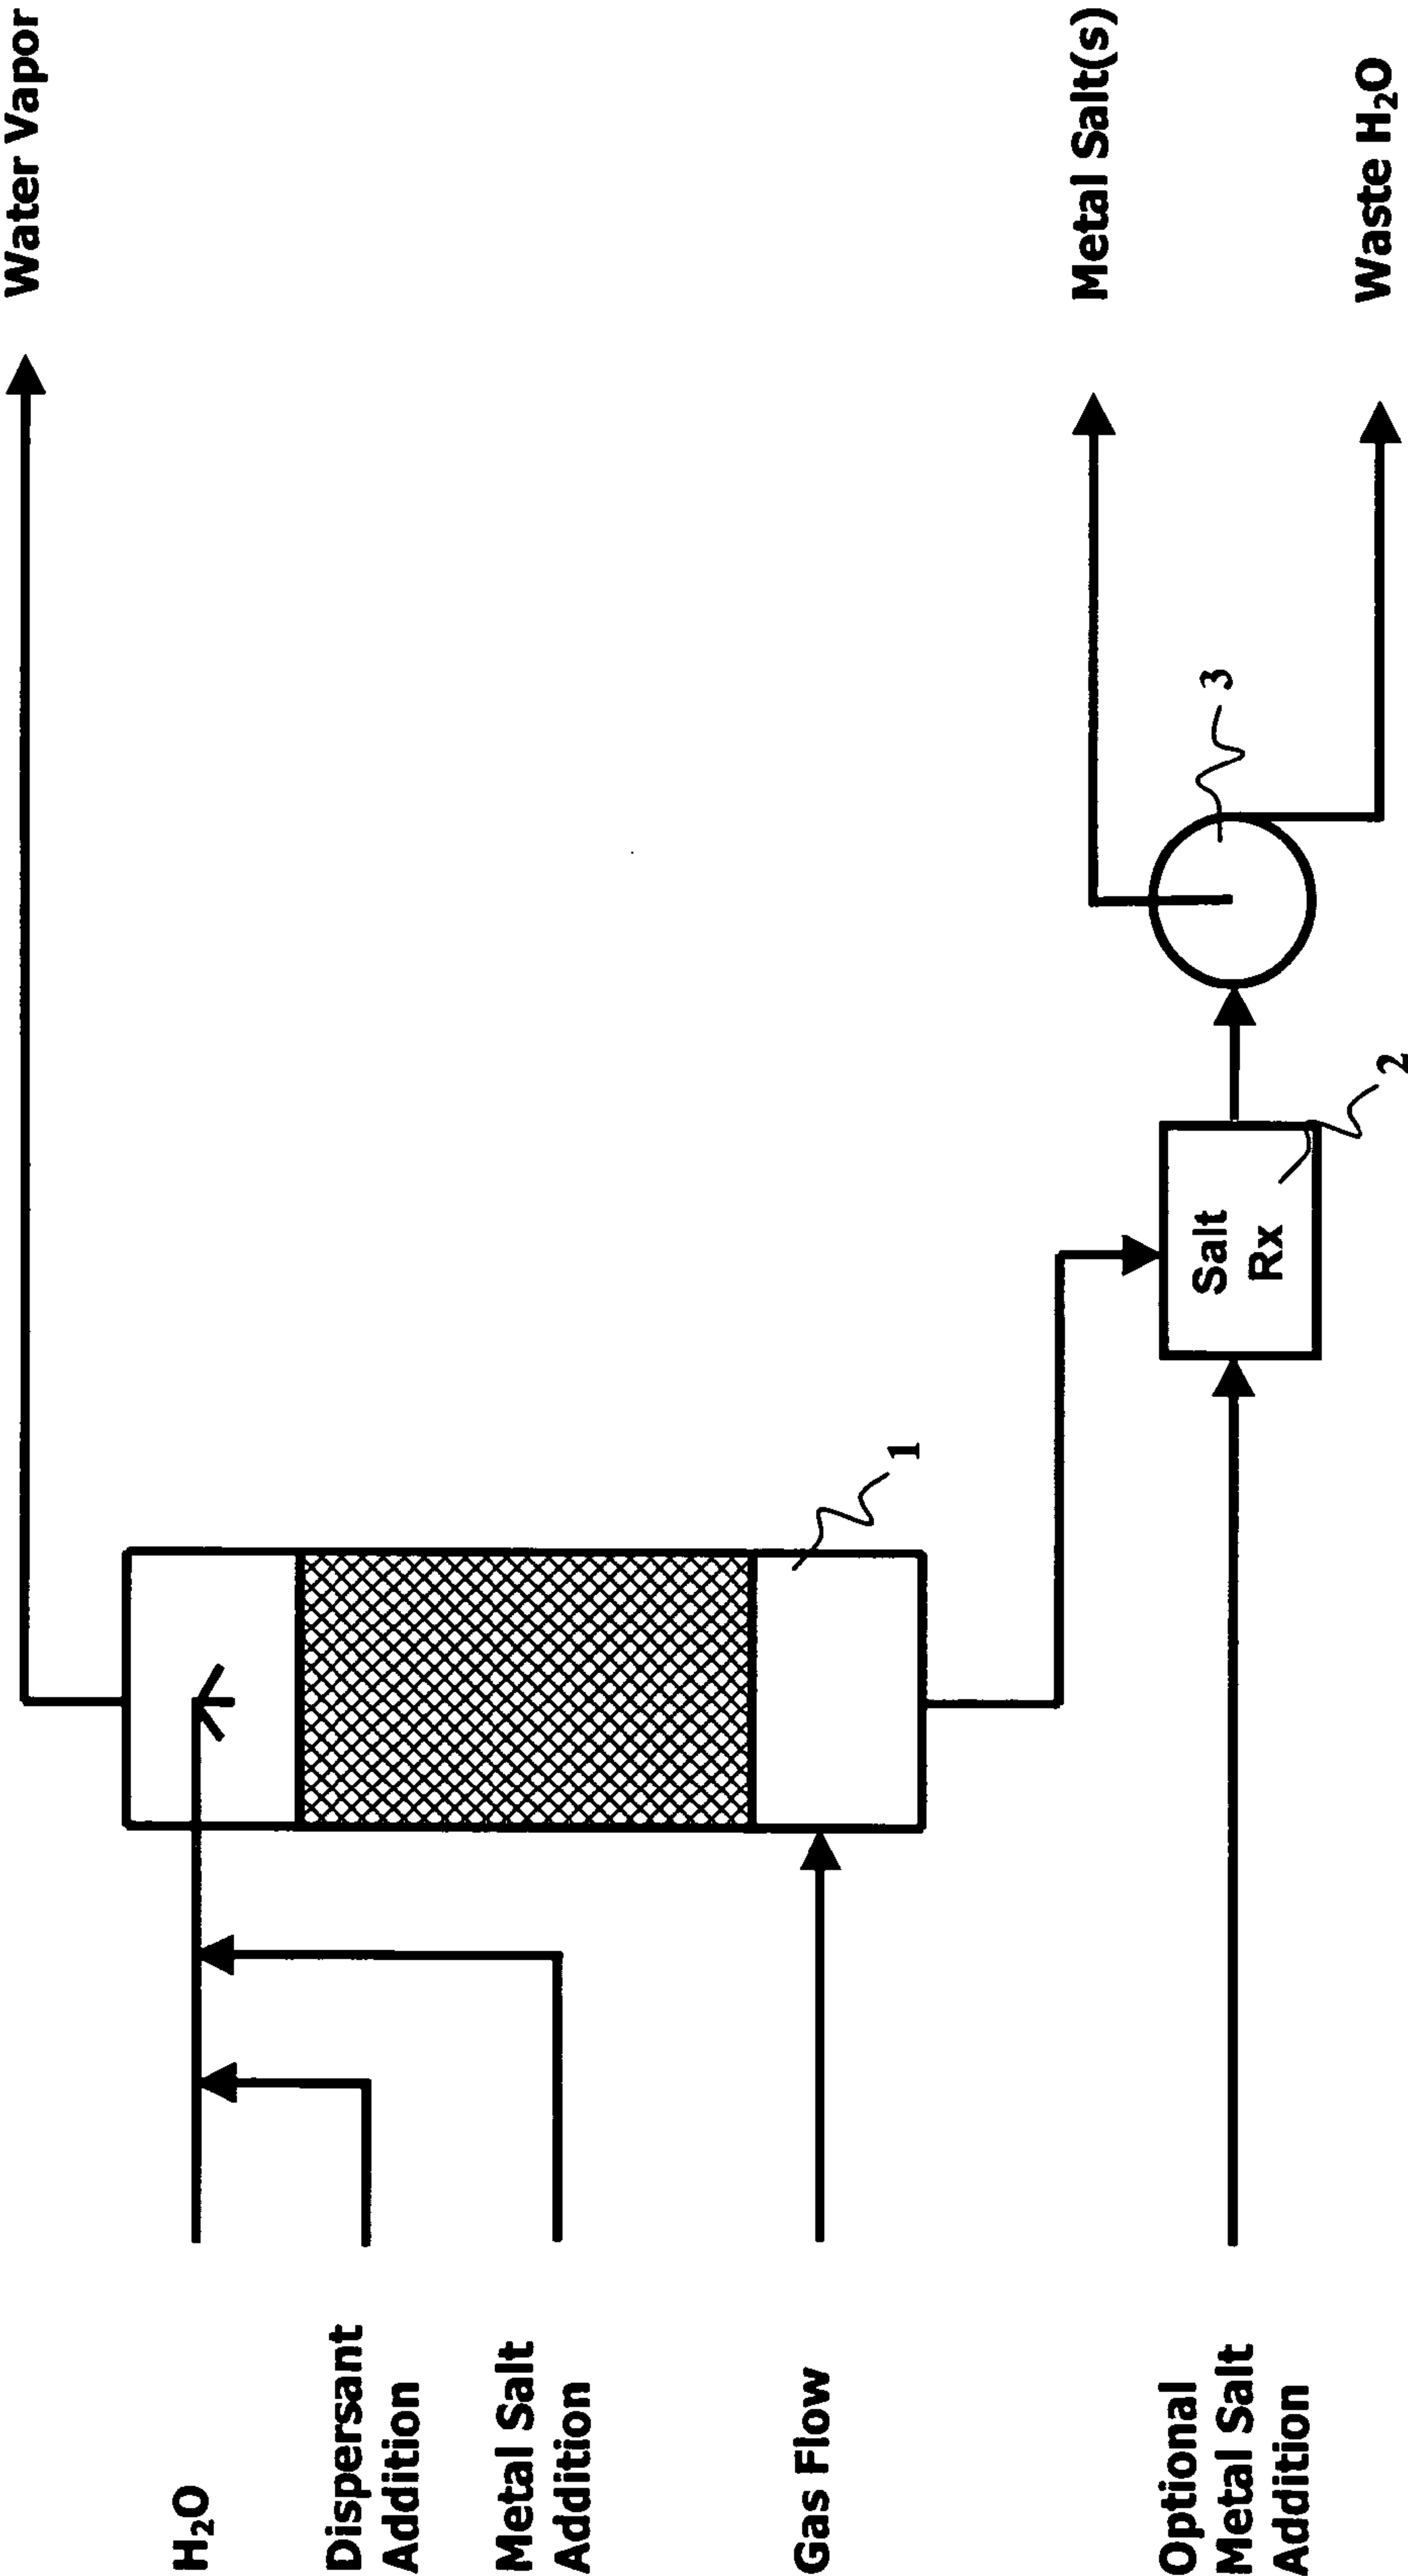 Water Vapor
H₂O
Dispersant
Addition
Metal Salt
Addition
Gas Flow
1
Optional
Metal Salt
Addition
Salt
Rx
2
3
Metal Salt(s)
Waste H₂O